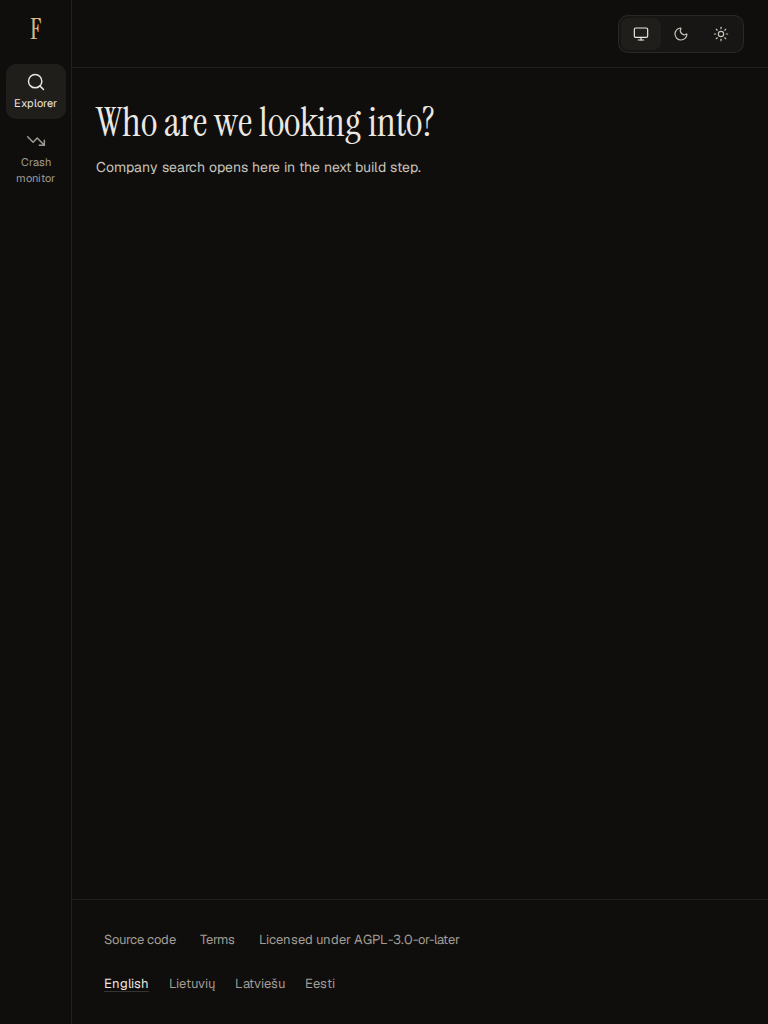 F
Explorer
Crash
monitor
Who are we looking into?
Company search opens here in the next build step.
Source code Terms Licensed under AGPL-3.0-or-later
English Lietuvių Latviešu Eesti